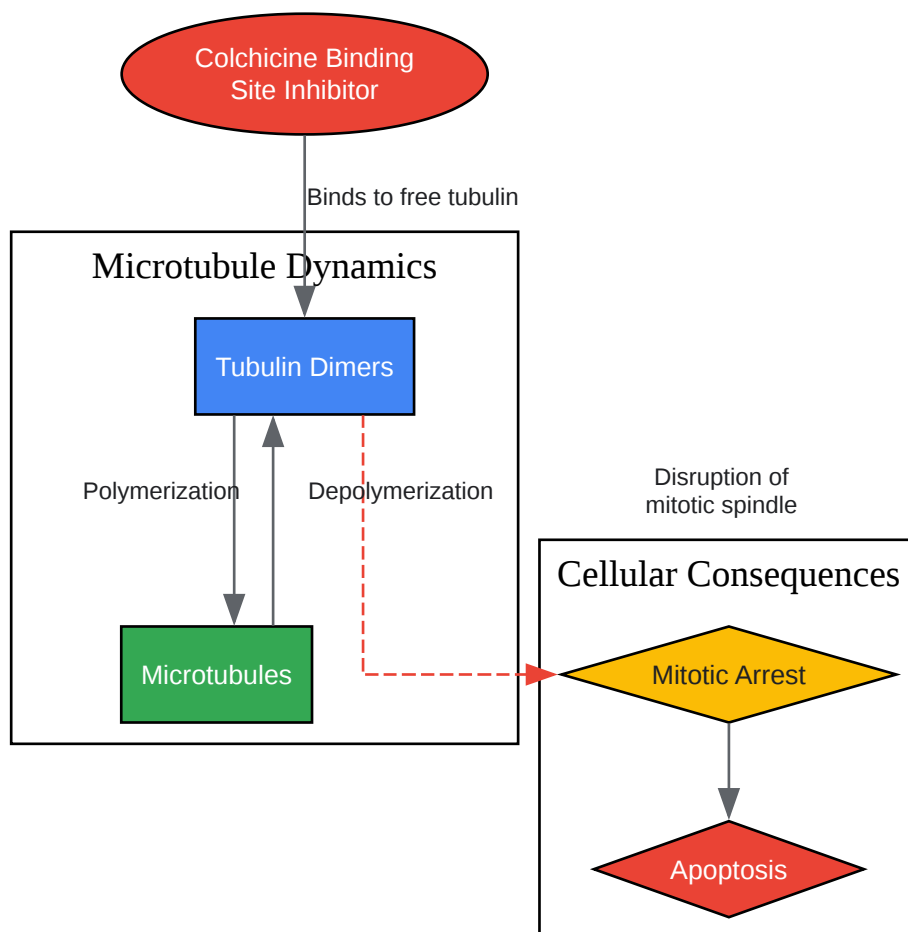 Colchicine Binding
Site Inhibitor
Binds to free tubulin
Microtubule Dynamics
Tubulin Dimers
Polymerization
Depolymerization
Disruption of
mitotic spindle
Cellular Consequences
Microtubules
Mitotic Arrest
Apoptosis